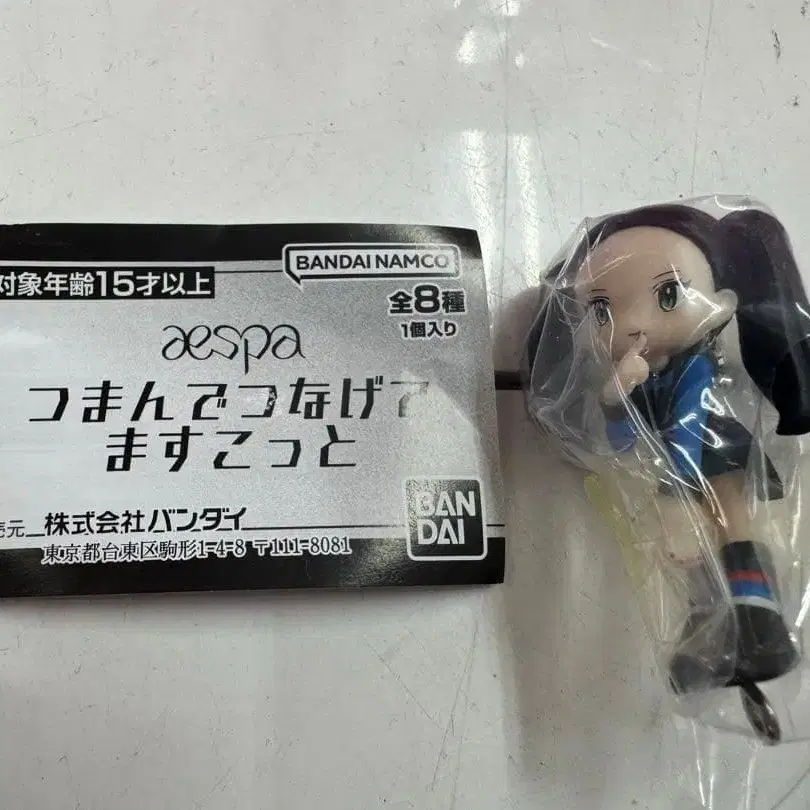 対象年齢15才以上
BANDAI NAMCO
全8種
1個入り
aespa
つまんでつなげて
ますこっと
売元 株式会社バンダイ
東京都台東区駒形1-4-8 〒111-8081
BAN
DAI